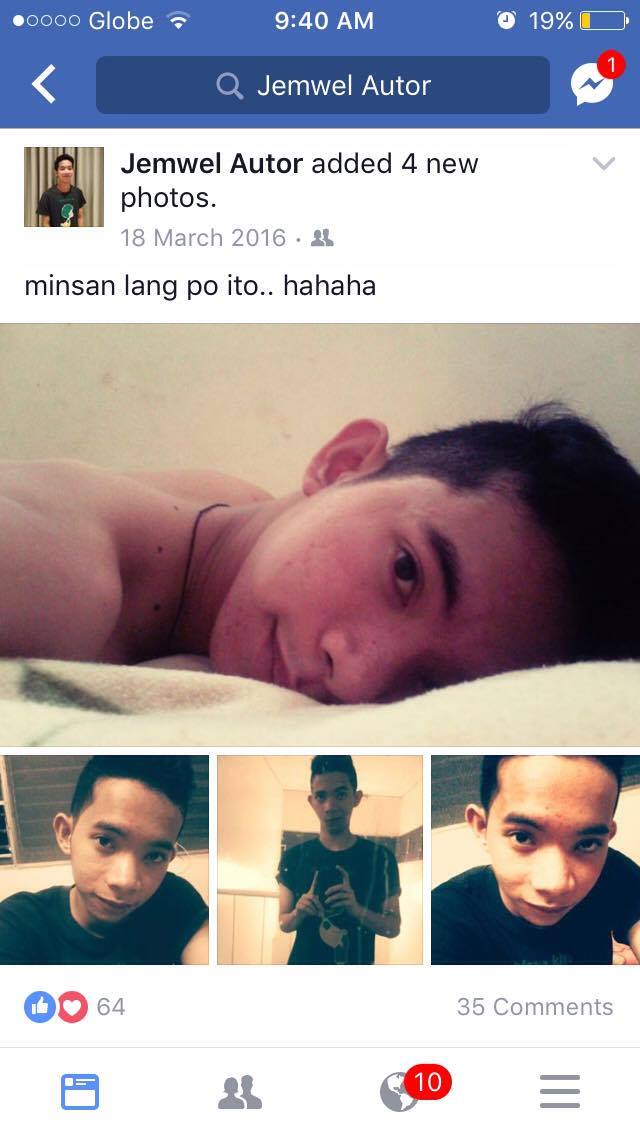 Globe 9:40 AM 19%
Jemwel Autor
1
Jemwel Autor added 4 new
photos.
18 March 2016 ·
minsan lang po ito.. hahaha
64 35 Comments
10